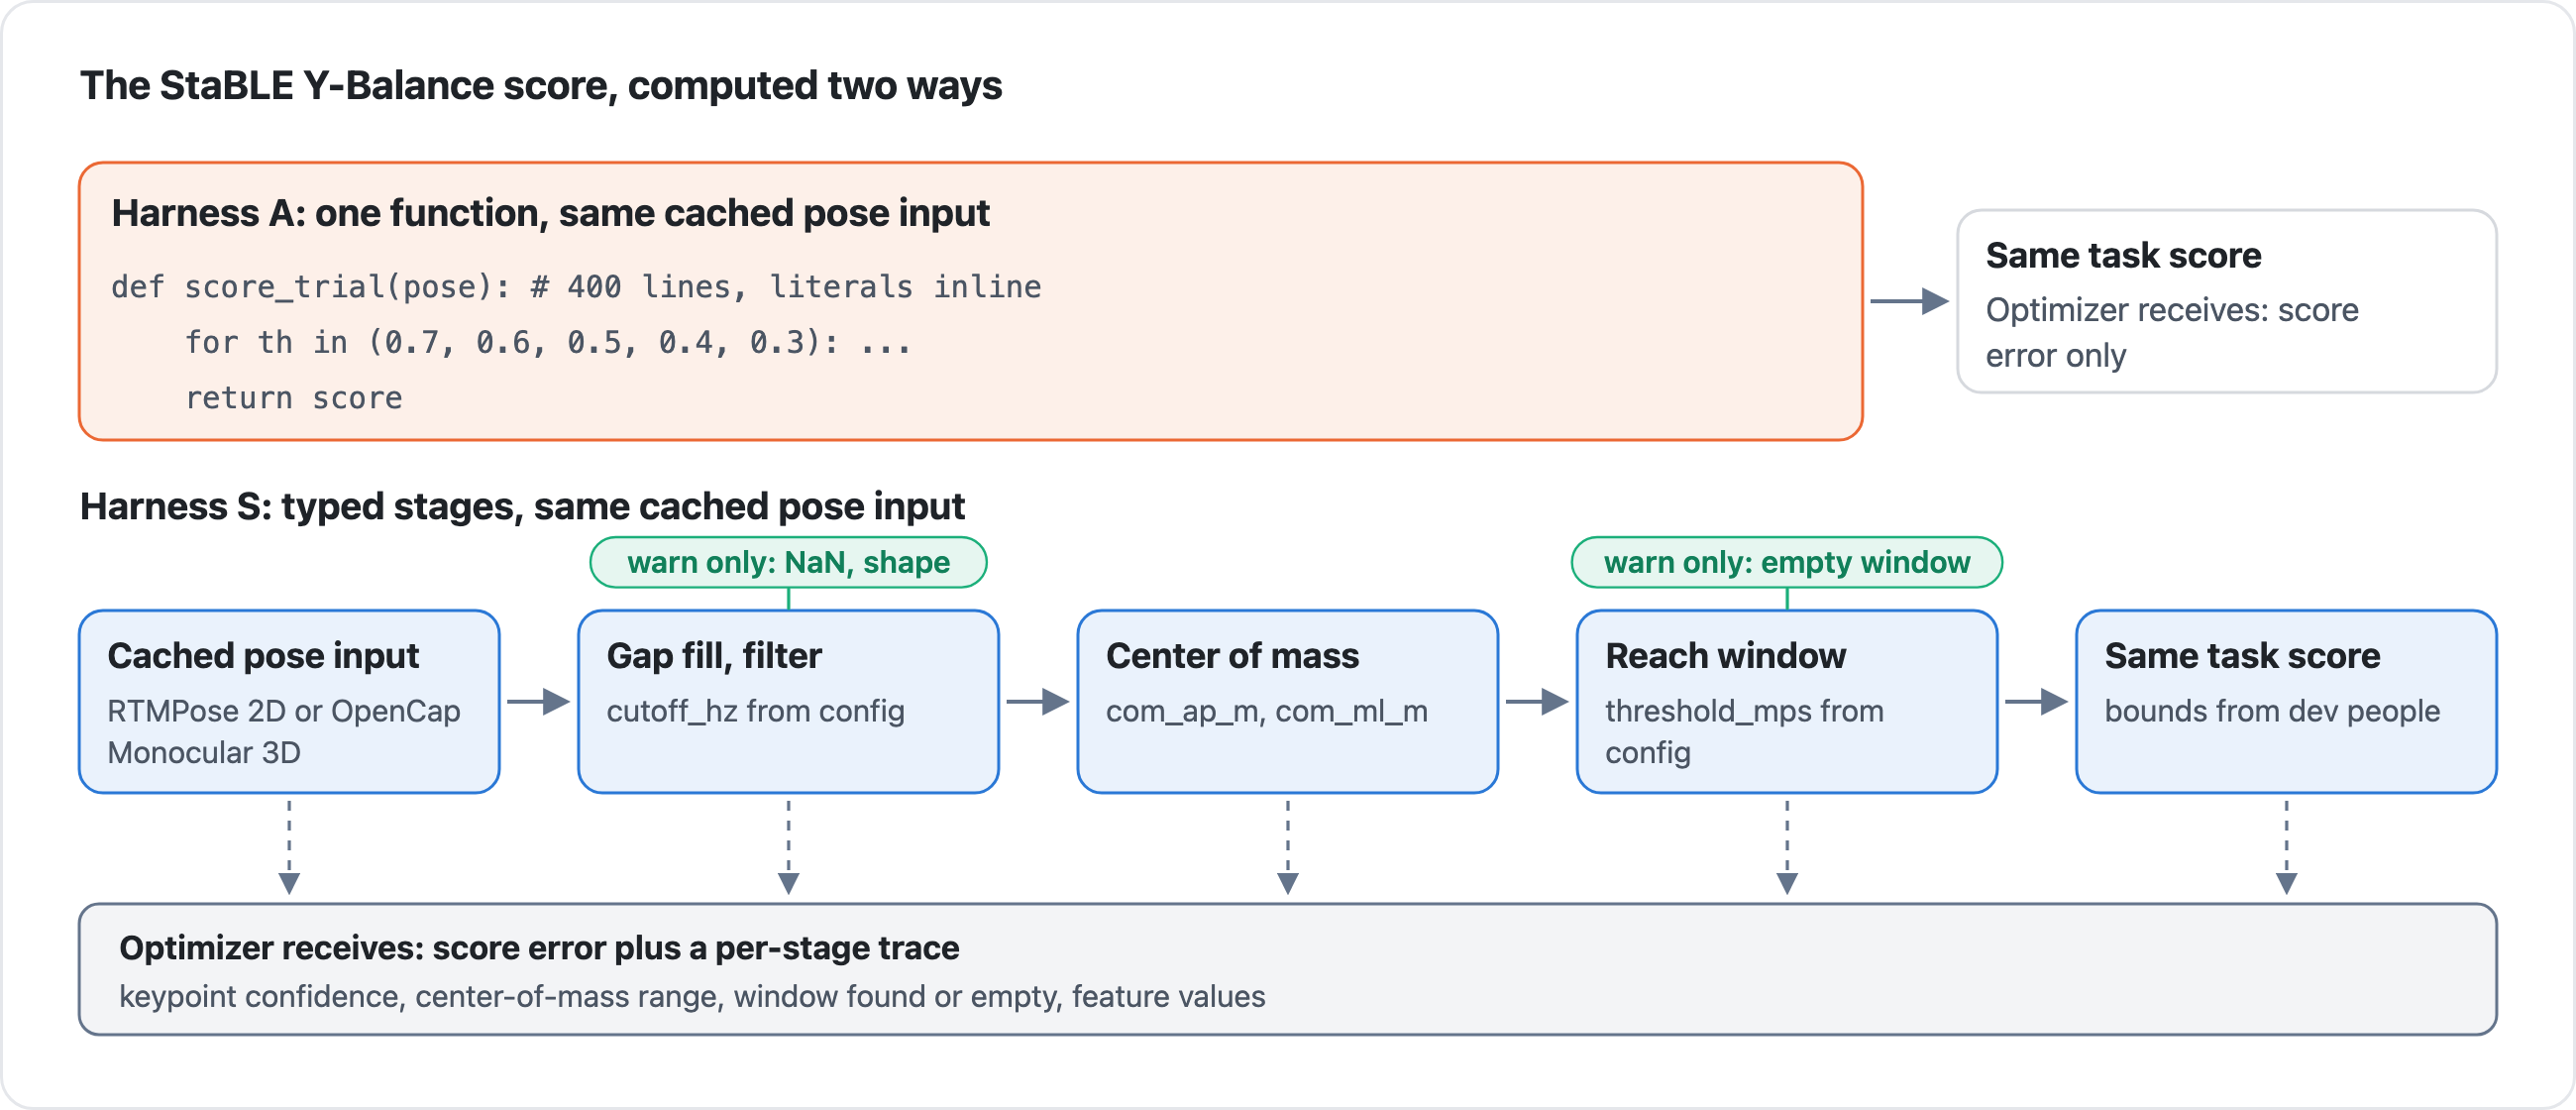 The StaBLE Y-Balance score, computed two ways
Harness A: one function, same cached pose input
def score_trial(pose): # 400 lines, literals inline
    for th in (0.7, 0.6, 0.5, 0.4, 0.3): ...
    return score
Same task score
Optimizer receives: score
error only
Harness S: typed stages, same cached pose input
warn only: NaN, shape
warn only: empty window
Cached pose input
RTMPose 2D or OpenCap
Monocular 3D
Gap fill, filter
cutoff_hz from config
Center of mass
com_ap_m, com_ml_m
Reach window
threshold_mps from
config
Same task score
bounds from dev people
Optimizer receives: score error plus a per-stage trace
keypoint confidence, center-of-mass range, window found or empty, feature values